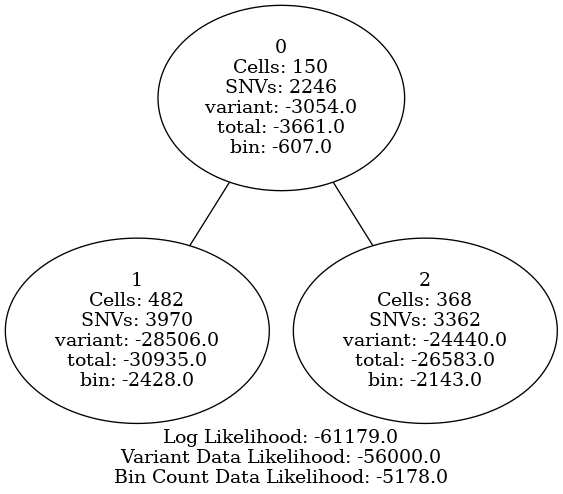 0
Cells: 150
SNVs: 2246
variant: -3054.0
total: -3661.0
bin: -607.0
1
Cells: 482
SNVs: 3970
variant: -28506.0
total: -30935.0
bin: -2428.0
2
Cells: 368
SNVs: 3362
variant: -24440.0
total: -26583.0
bin: -2143.0
Log Likelihood: -61179.0
Variant Data Likelihood: -56000.0
Bin Count Data Likelihood: -5178.0